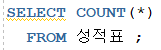 SELECT COUNT(*)
FROM 성적표 ;